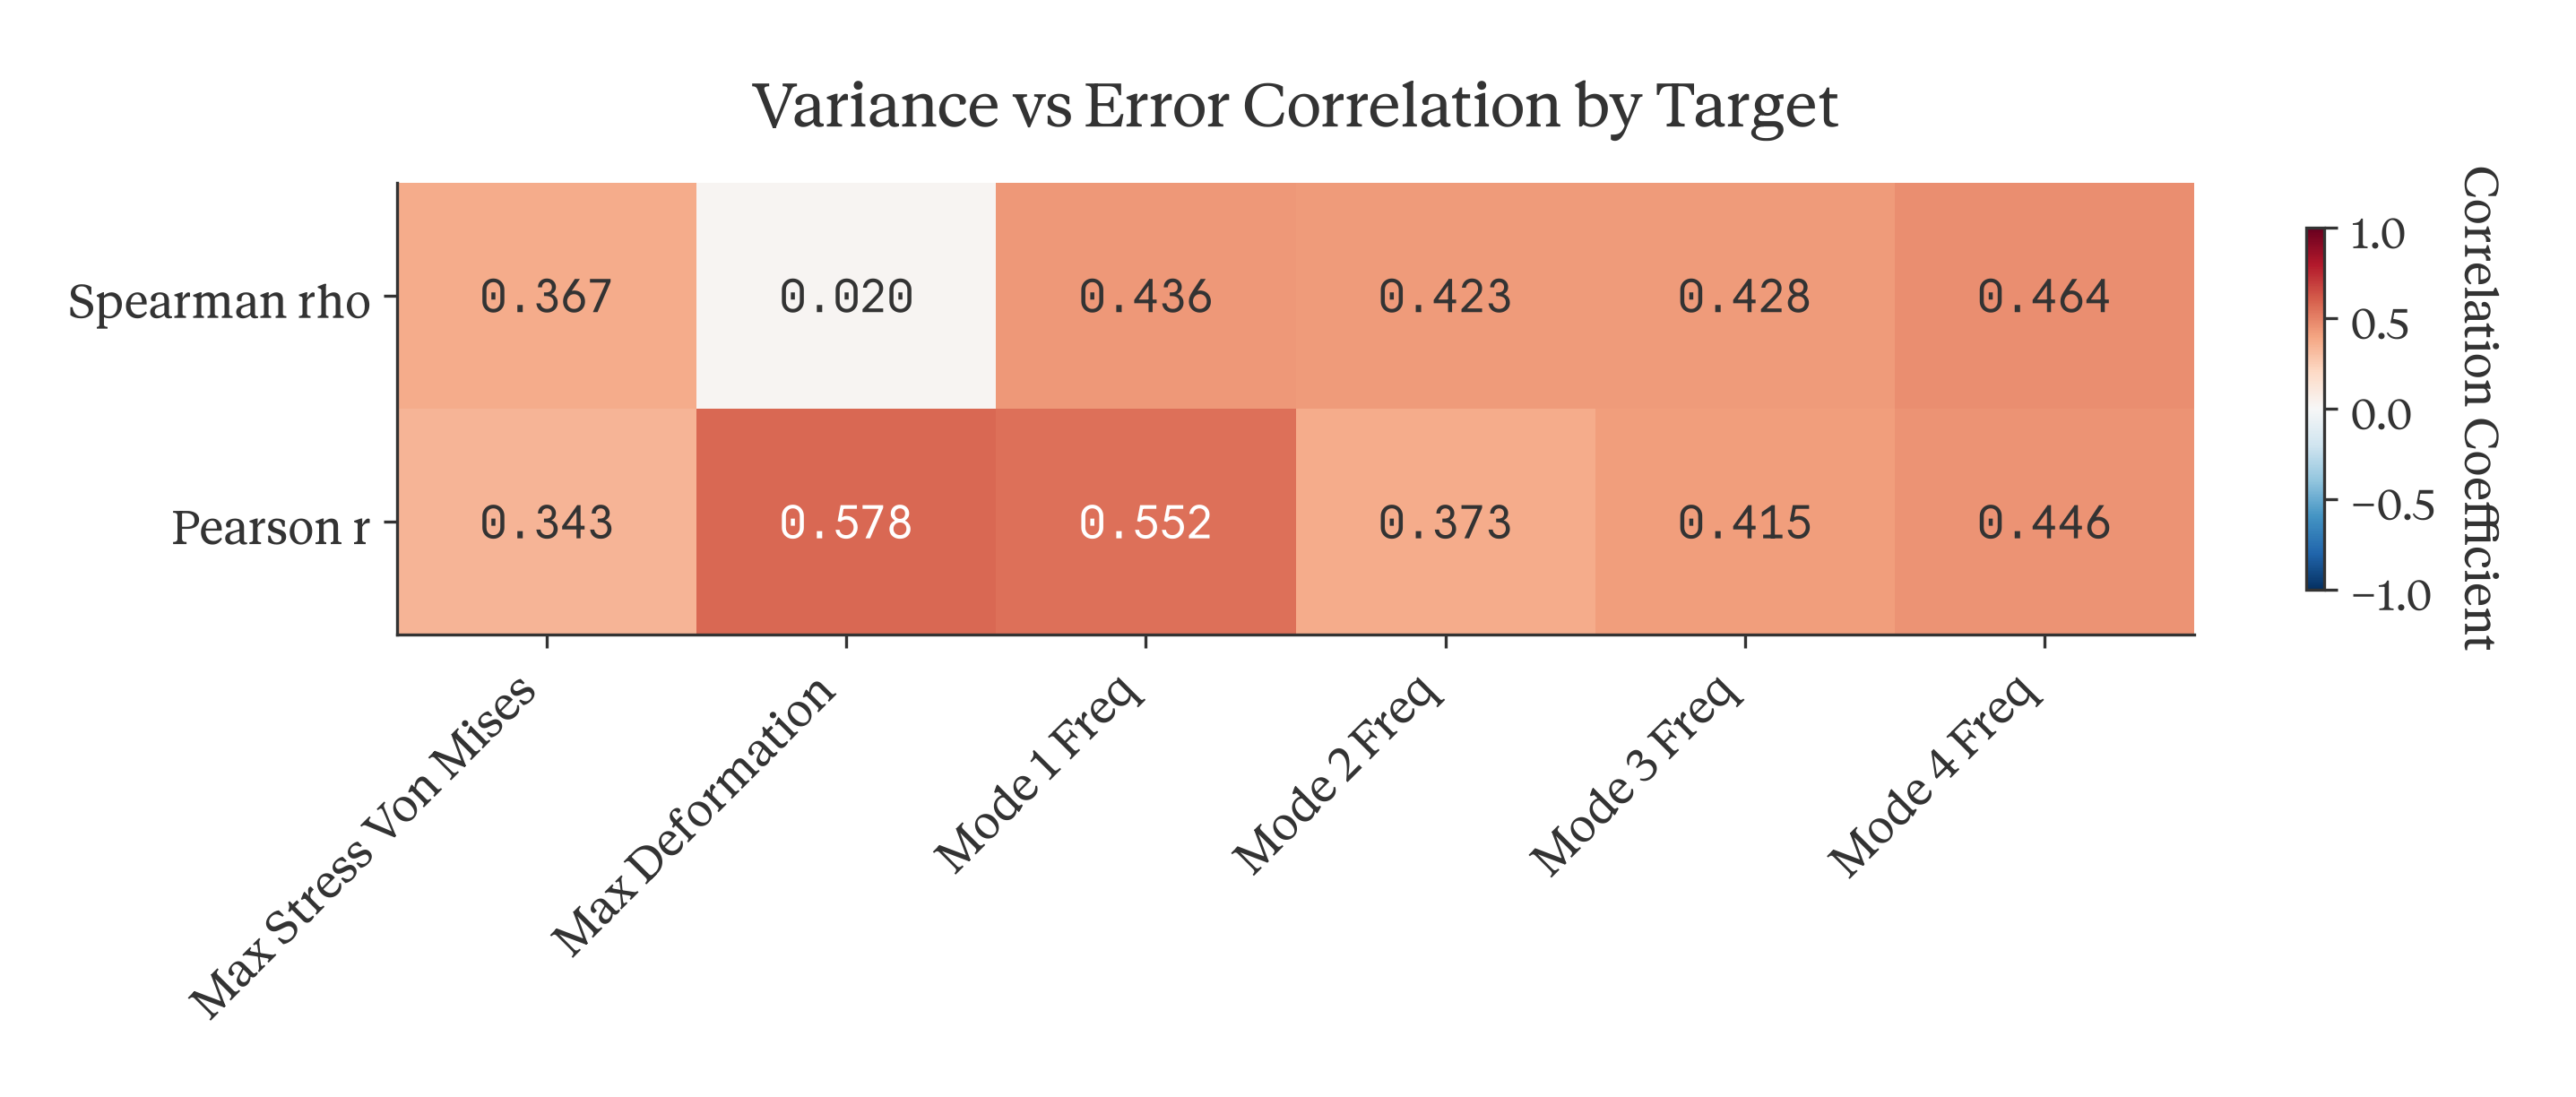 Variance vs Error Correlation by Target
Spearman rho
0.367 0.020 0.436 0.423 0.428 0.464
Pearson r
0.343 0.578 0.552 0.373 0.415 0.446
Max Stress Von Mises
Max Deformation
Mode 1 Freq
Mode 2 Freq
Mode 3 Freq
Mode 4 Freq
1.0
0.5
0.0
−0.5
−1.0
Correlation Coefficient